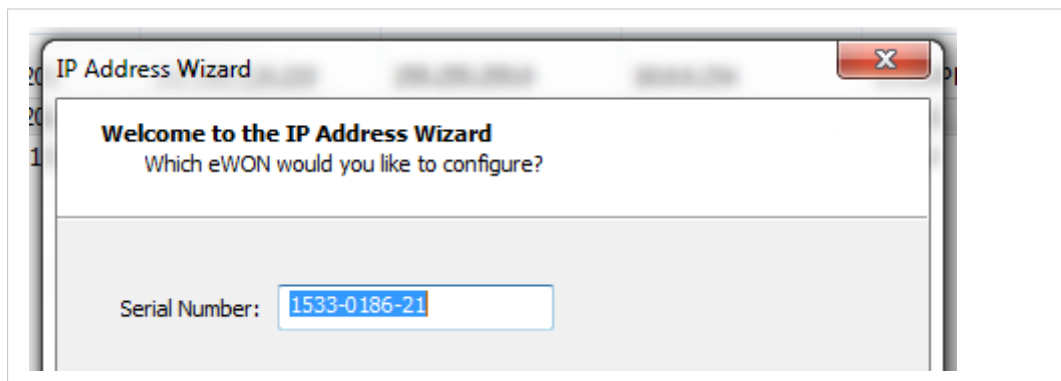 IP Address Wizard
Welcome to the IP Address Wizard
Which eWON would you like to configure?
Serial Number: 1533-0186-21